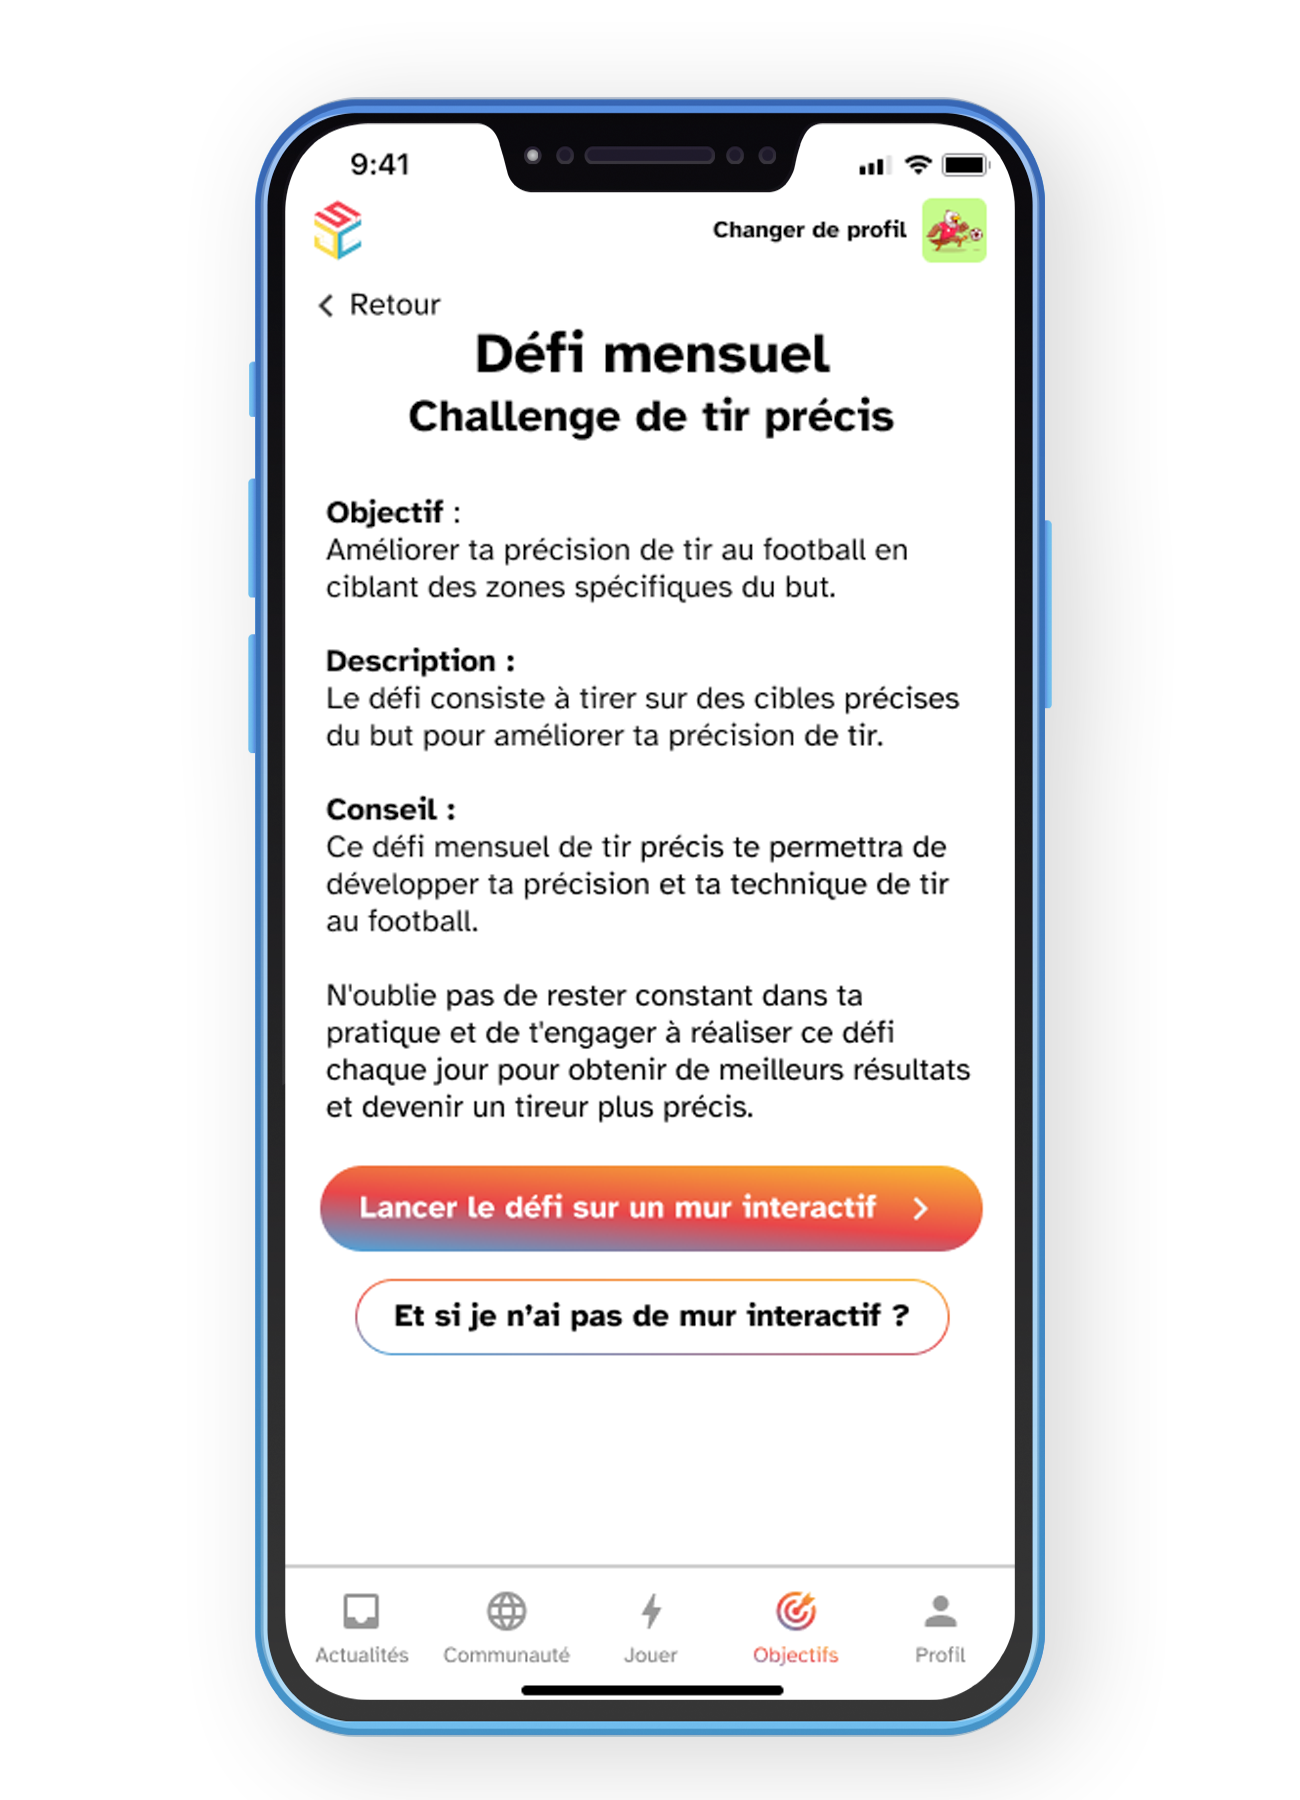 9:41
Changer de profil
Retour
Défi mensuel
Challenge de tir précis
Objectif :
Améliorer ta précision de tir au football en
ciblant des zones spécifiques du but.
Description :
Le défi consiste à tirer sur des cibles précises
du but pour améliorer ta précision de tir.
Conseil :
Ce défi mensuel de tir précis te permettra de
développer ta précision et ta technique de tir
au football.
N'oublie pas de rester constant dans ta
pratique et de t'engager à réaliser ce défi
chaque jour pour obtenir de meilleurs résultats
et devenir un tireur plus précis.
Lancer le défi sur un mur interactif
Et si je n’ai pas de mur interactif ?
Actualités Communauté Jouer Objectifs Profil